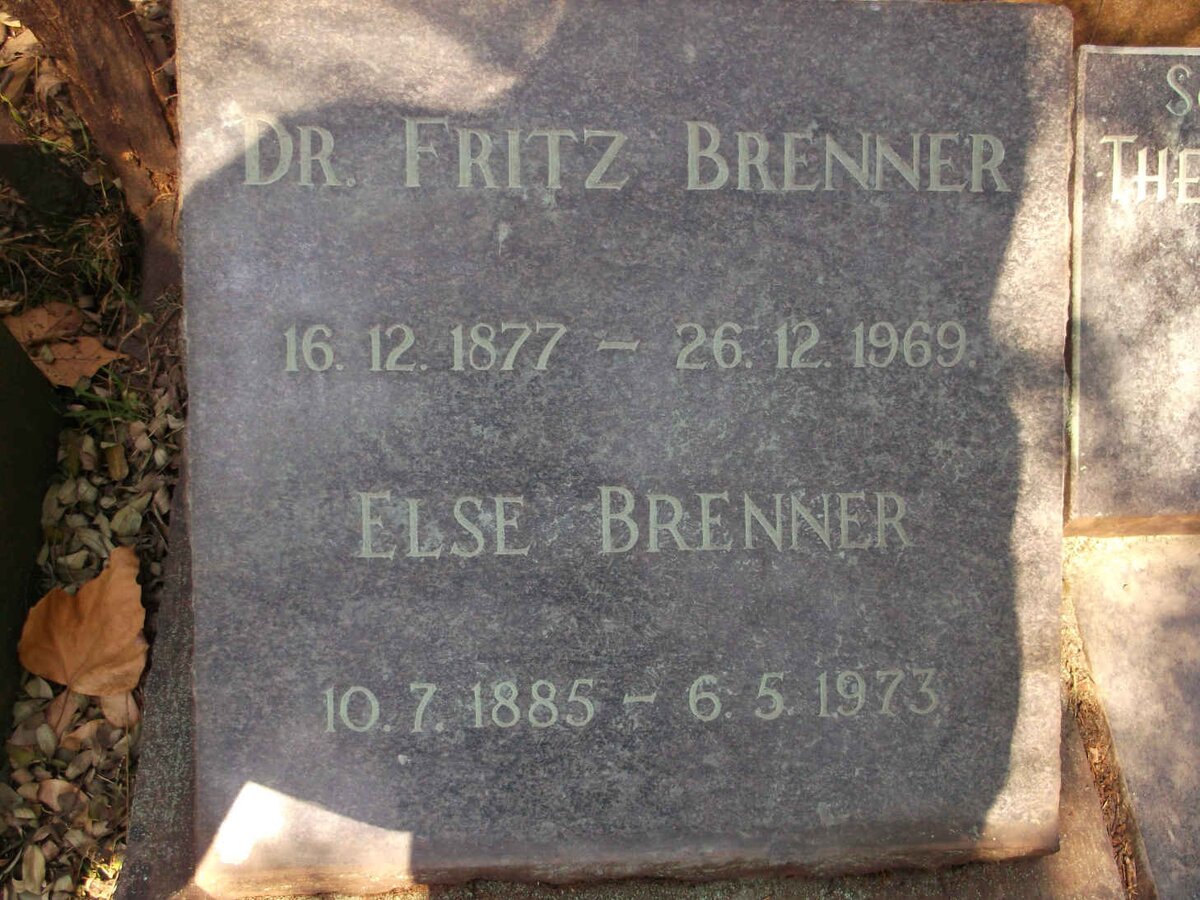 DR. FRITZ BRENNER
16. 12. 1877 – 26. 12. 1969.
ELSE BRENNER
10. 7. 1885 – 6. 5. 1973.